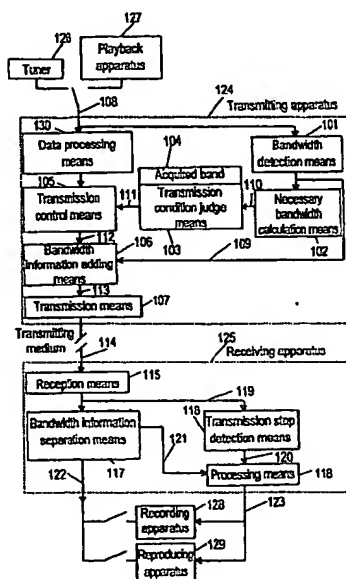 127
126
Playback
apparatus
Tuner
108
124
Transmitting apparatus
130
101
Data processing
means
104
Bandwidth
detection means
105
Acquired band
111
110
Transmission
control means
Transmission
condition judge
means
Necessary
bandwidth
calculation means
112
106
103
109
102
Bandwidth
information adding
means
113
Transmission means
107
Transmitting
medium
114
125
Receiving apparatus
115
Reception means
119
116
Bandwidth information
separation means
121
Transmission stop
detection means
122
117
120
Processing means
118
123
128
Recording
apparatus
129
Reproducing
apparatus